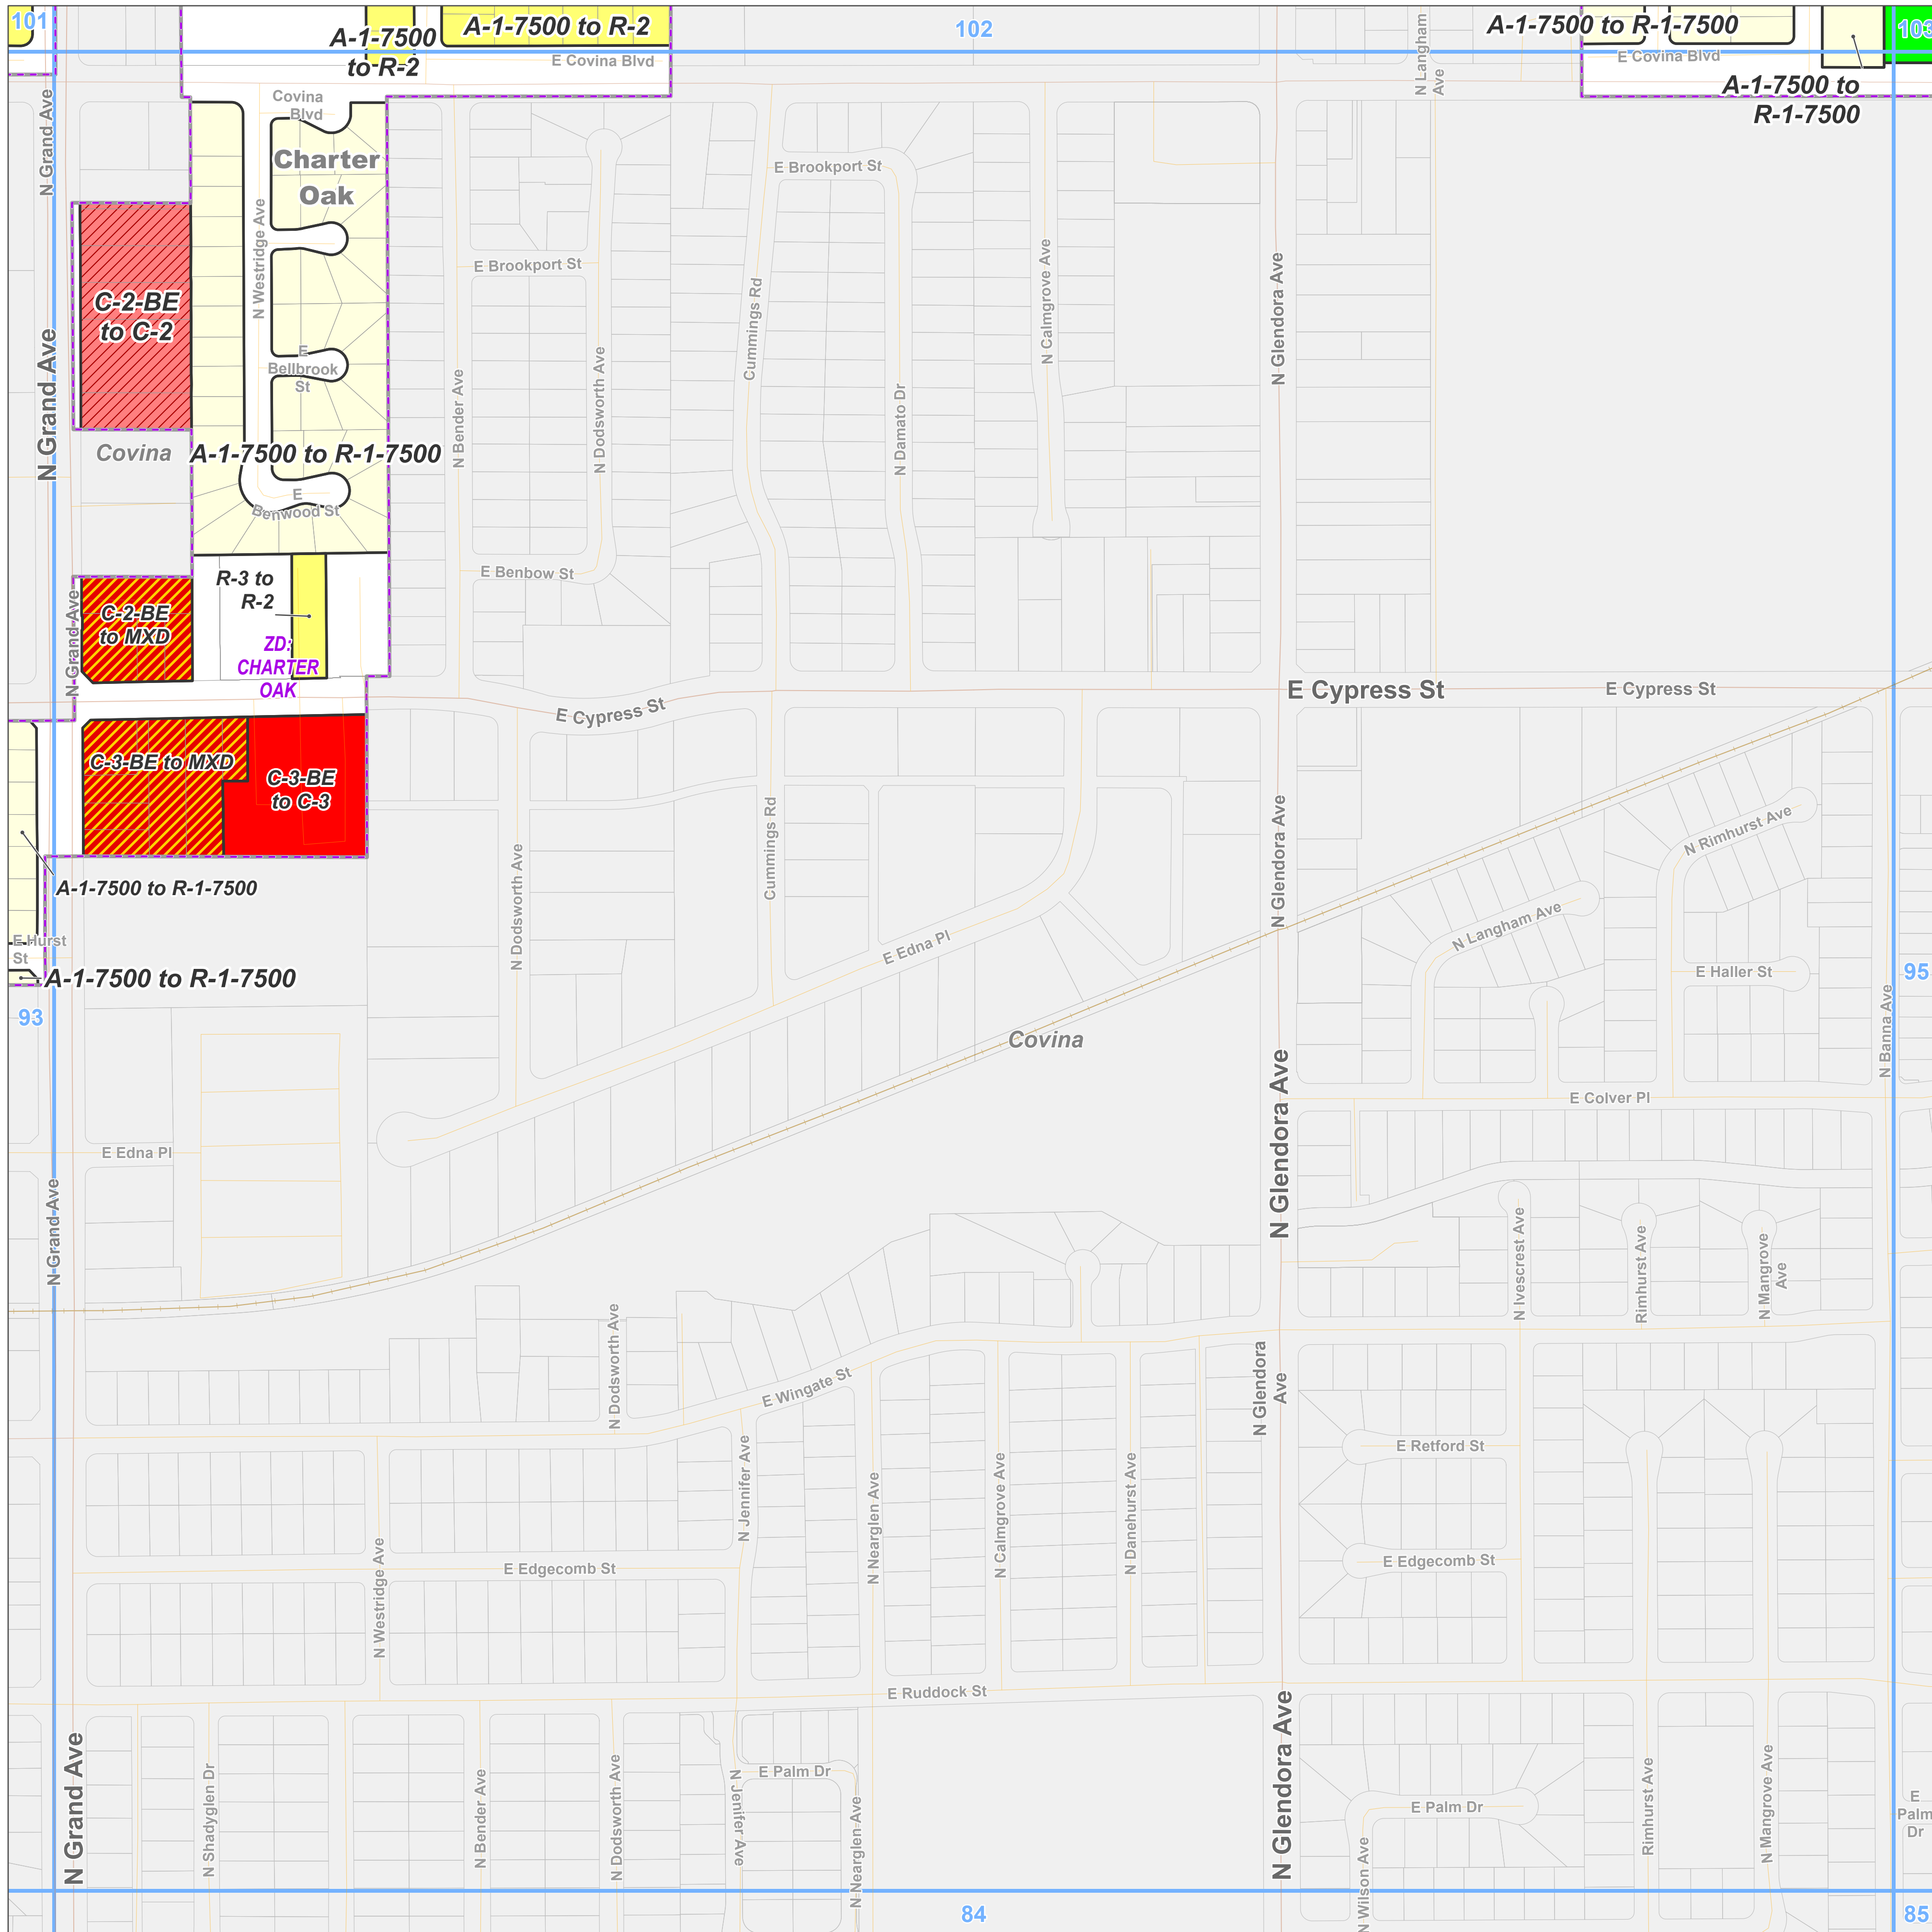 101
A-1-7500
to R-2
A-1-7500 to R-2
102
E Covina Blvd
N Langham
Ave
A-1-7500 to R-1-7500
E Covina Blvd
103
A-1-7500 to
R-1-7500
N Grand Ave
Covina
Blvd
Charter
Oak
N Westridge Ave
E Brookport St
E Brookport St
C-2-BE
to C-2
N Grand Ave
Covina
E
Bellbrook
St
A-1-7500 to R-1-7500
E
Benwood St
N Bender Ave
N Dodsworth Ave
Cummings Rd
N Damato Dr
N Calmgrove Ave
N Glendora Ave
R-3 to
R-2
E Benbow St
C-2-BE
to MXD
N Grand Ave
ZD:
CHARTER
OAK
E Cypress St
E Cypress St
E Cypress St
C-3-BE to MXD
C-3-BE
to C-3
A-1-7500 to R-1-7500
E Hurst
St
A-1-7500 to R-1-7500
93
N Dodsworth Ave
Cummings Rd
E Edna Pl
N Glendora Ave
N Langham Ave
N Rimhurst Ave
E Haller St
95
N Banna Ave
Covina
N Glendora Ave
E Colver Pl
E Edna Pl
N Grand Ave
N Ivescrest Ave
Rimhurst Ave
N Mangrove
Ave
N Dodsworth Ave
E Wingate St
N Glendora
Ave
E Retford St
N Jennifer Ave
N Nearglen Ave
N Calmgrove Ave
N Danehurst Ave
E Edgecomb St
E Edgecomb St
N Westridge Ave
E Ruddock St
N Grand Ave
N Shadyglen Dr
N Bender Ave
N Dodsworth Ave
N Jenifer Ave
E Palm Dr
N Nearglen Ave
N Glendora Ave
N Wilson Ave
E Palm Dr
Rimhurst Ave
N Mangrove Ave
E
Palm
Dr
84
85